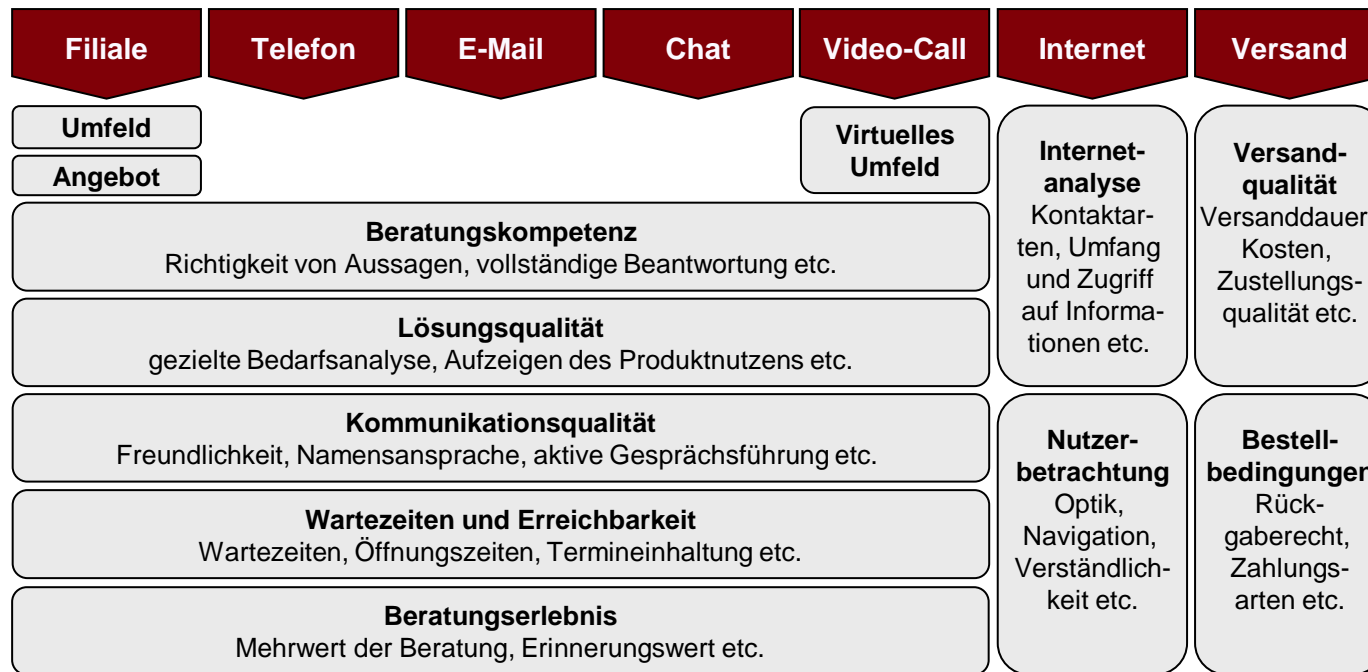 Filiale
Telefon
E-Mail
Chat
Video-Call
Internet
Versand
Umfeld
Angebot
Virtuelles
Umfeld
Beratungskompetenz
Richtigkeit von Aussagen, vollständige Beantwortung etc.
Lösungsqualität
gezielte Bedarfsanalyse, Aufzeigen des Produktnutzens etc.
Kommunikationsqualität
Freundlichkeit, Namensansprache, aktive Gesprächsführung etc.
Wartezeiten und Erreichbarkeit
Wartezeiten, Öffnungszeiten, Termineinhaltung etc.
Beratungserlebnis
Mehrwert der Beratung, Erinnerungswert etc.
Internet-
analyse
Kontaktar-
ten, Umfang
und Zugriff
auf Informa-
tionen etc.
Nutzer-
betrachtung
Optik,
Navigation,
Verständlich-
keit etc.
Versand-
qualität
Versanddauer
Kosten,
Zustellungs-
qualität etc.
Bestell-
bedingungen
Rück-
gaberecht,
Zahlungs-
arten etc.